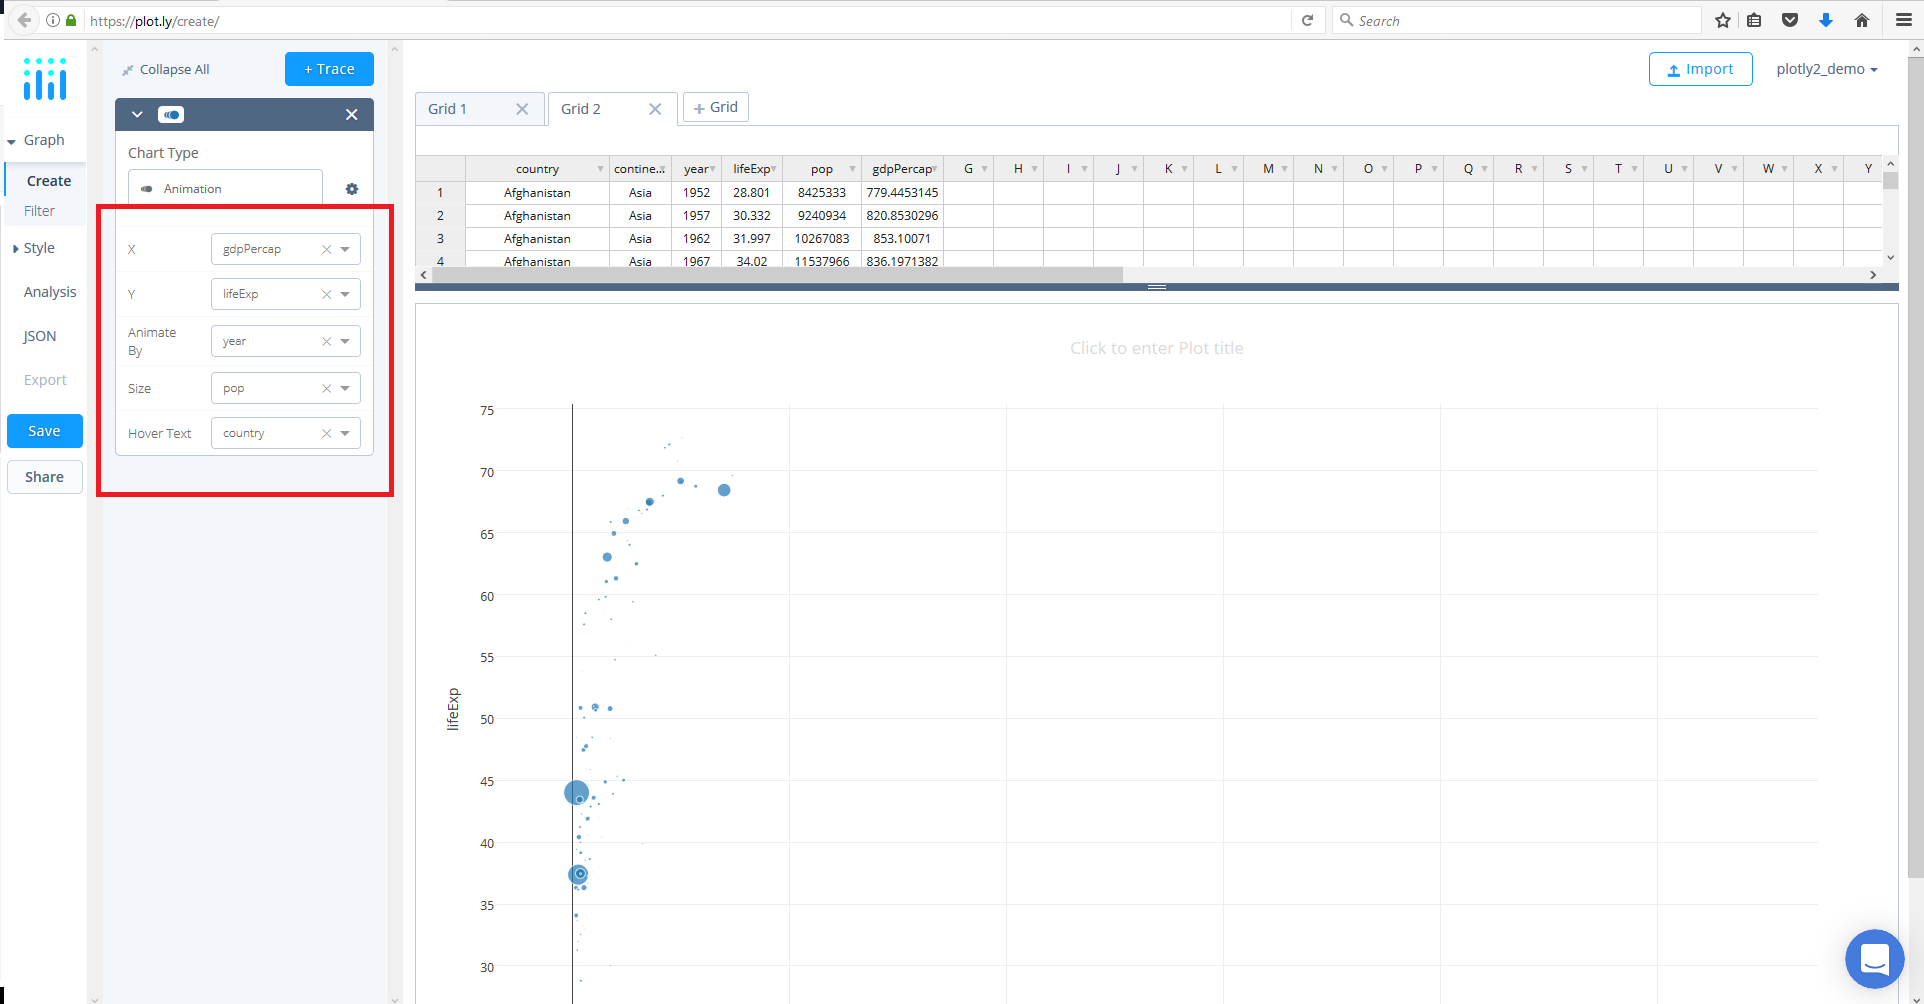 https://plot.ly/create/
Search
Collapse All
+ Trace
Import
plotly2_demo
Graph
Create
Filter
Style
Analysis
JSON
Export
Save
Share
Chart Type
Animation
X gdpPercap
Y lifeExp
Animate By year
Size pop
Hover Text country
Grid 1
Grid 2
+ Grid
country contine... year lifeExp pop gdpPercap G H I J K L M N O P Q R S T U V W X Y
1 Afghanistan Asia 1952 28.801 8425333 779.4453145
2 Afghanistan Asia 1957 30.332 9240934 820.8530296
3 Afghanistan Asia 1962 31.997 10267083 853.10071
4 Afghanistan Asia 1967 34.02 11537966 836.1971382
Click to enter Plot title
lifeExp
75
70
65
60
55
50
45
40
35
30